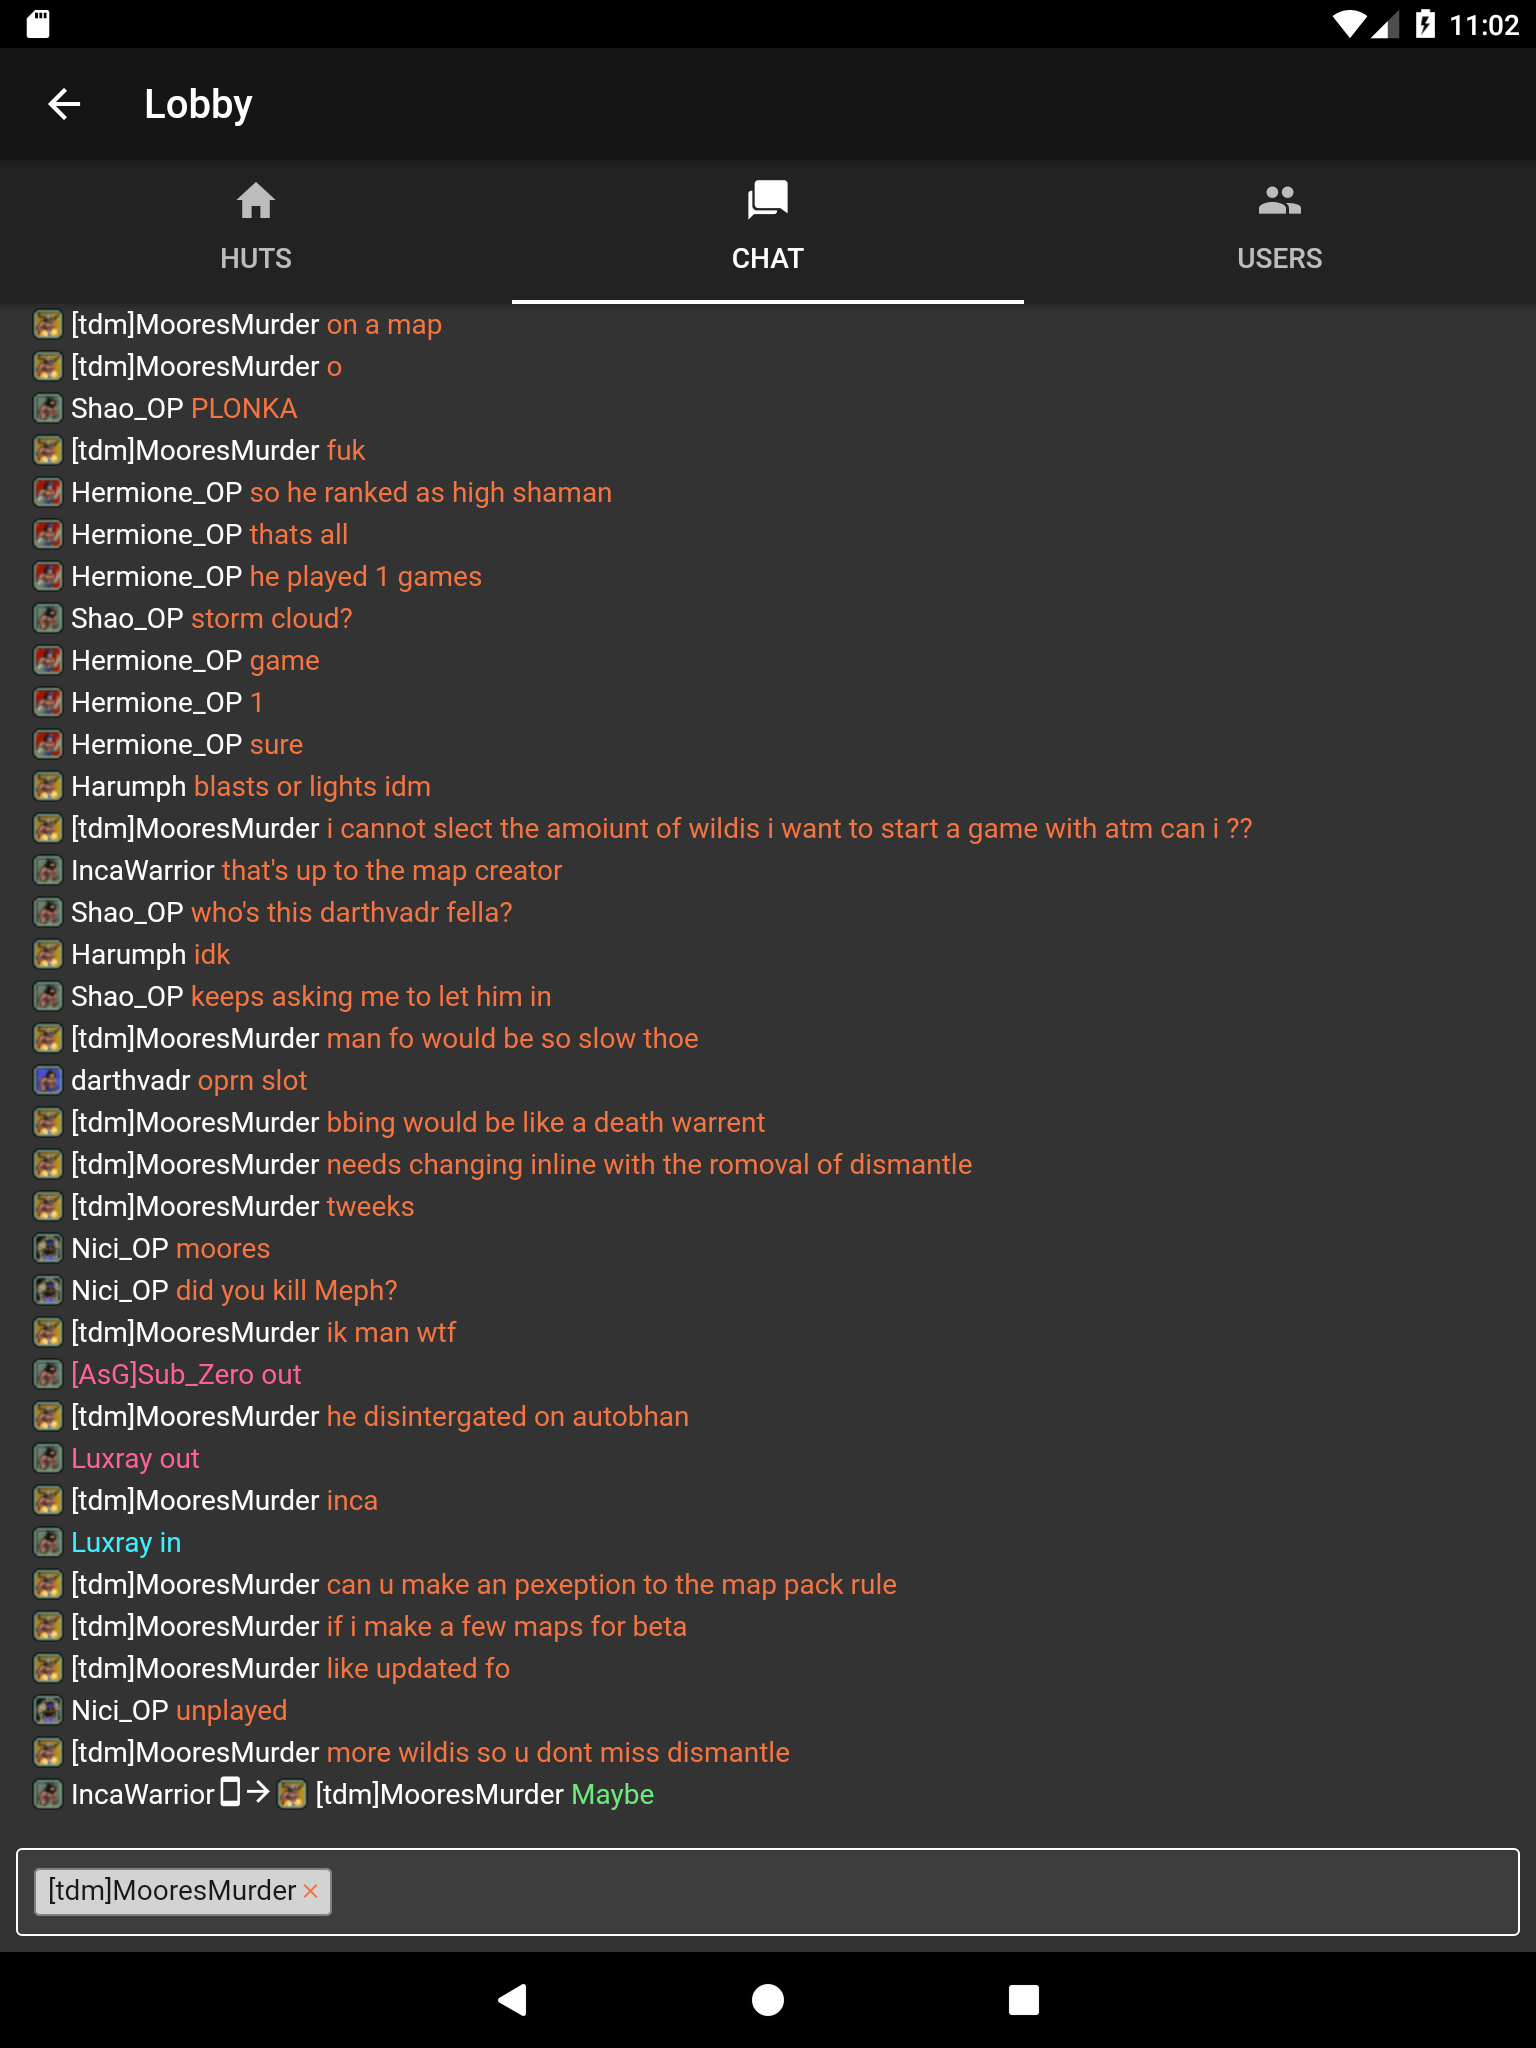 11:02
Lobby
HUTS
CHAT
USERS
[tdm]MooresMurder on a map
[tdm]MooresMurder o
Shao_OP PLONKA
[tdm]MooresMurder fuk
Hermione_OP so he ranked as high shaman
Hermione_OP thats all
Hermione_OP he played 1 games
Shao_OP storm cloud?
Hermione_OP game
Hermione_OP 1
Hermione_OP sure
Harumph blasts or lights idm
[tdm]MooresMurder i cannot slect the amoiunt of wildis i want to start a game with atm can i ??
IncaWarrior that's up to the map creator
Shao_OP who's this darthvadr fella?
Harumph idk
Shao_OP keeps asking me to let him in
[tdm]MooresMurder man fo would be so slow thoe
darthvadr oprn slot
[tdm]MooresMurder bbing would be like a death warrent
[tdm]MooresMurder needs changing inline with the romoval of dismantle
[tdm]MooresMurder tweeks
Nici_OP moores
Nici_OP did you kill Meph?
[tdm]MooresMurder ik man wtf
[AsG]Sub_Zero out
[tdm]MooresMurder he disintergated on autobhan
Luxray out
[tdm]MooresMurder inca
Luxray in
[tdm]MooresMurder can u make an pexeption to the map pack rule
[tdm]MooresMurder if i make a few maps for beta
[tdm]MooresMurder like updated fo
Nici_OP unplayed
[tdm]MooresMurder more wildis so u dont miss dismantle
IncaWarrior → [tdm]MooresMurder Maybe
[tdm]MooresMurder ×